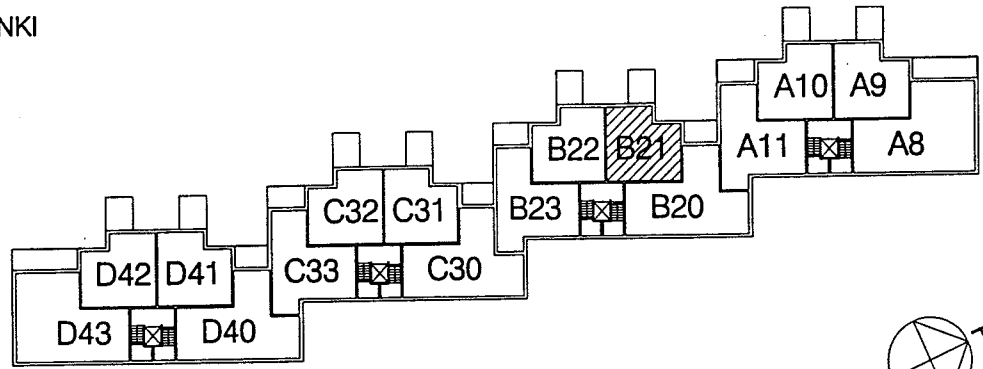 NKI
A10 A9
A11 A8
B22 B21
B23 B20
C32 C31
C33 C30
D42 D41
D43 D40